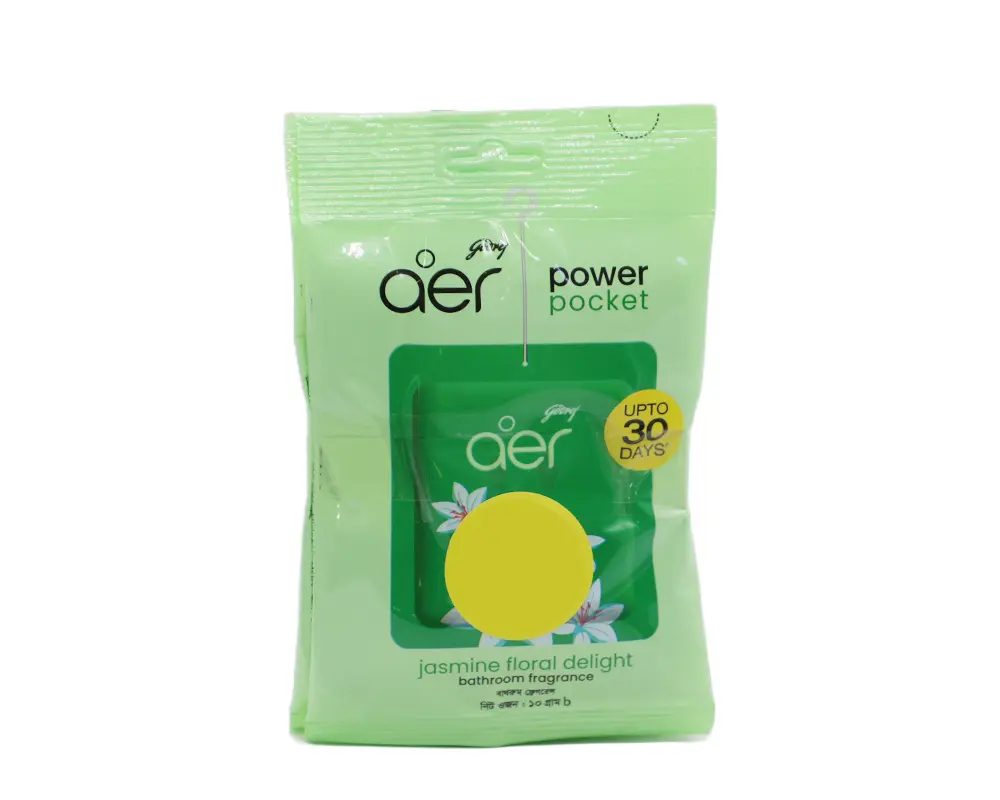 Godrej
aer
power
pocket
Godrej
aer
UPTO
30
DAYS*
jasmine floral delight
bathroom fragrance
বাথরুম ফ্রেগরেন্স
নিট ওজন : ১০ গ্রাম b